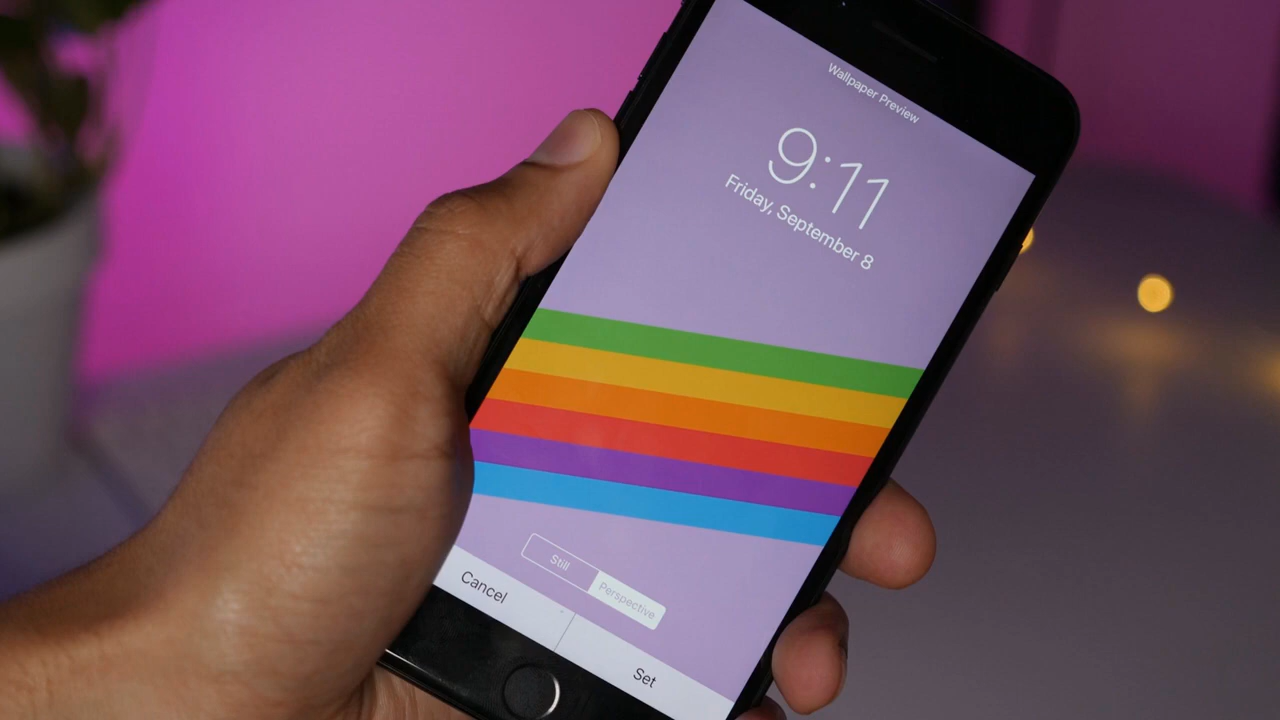 Wallpaper Preview
9:11
Friday, September 8
Still
Perspective
Cancel
Set